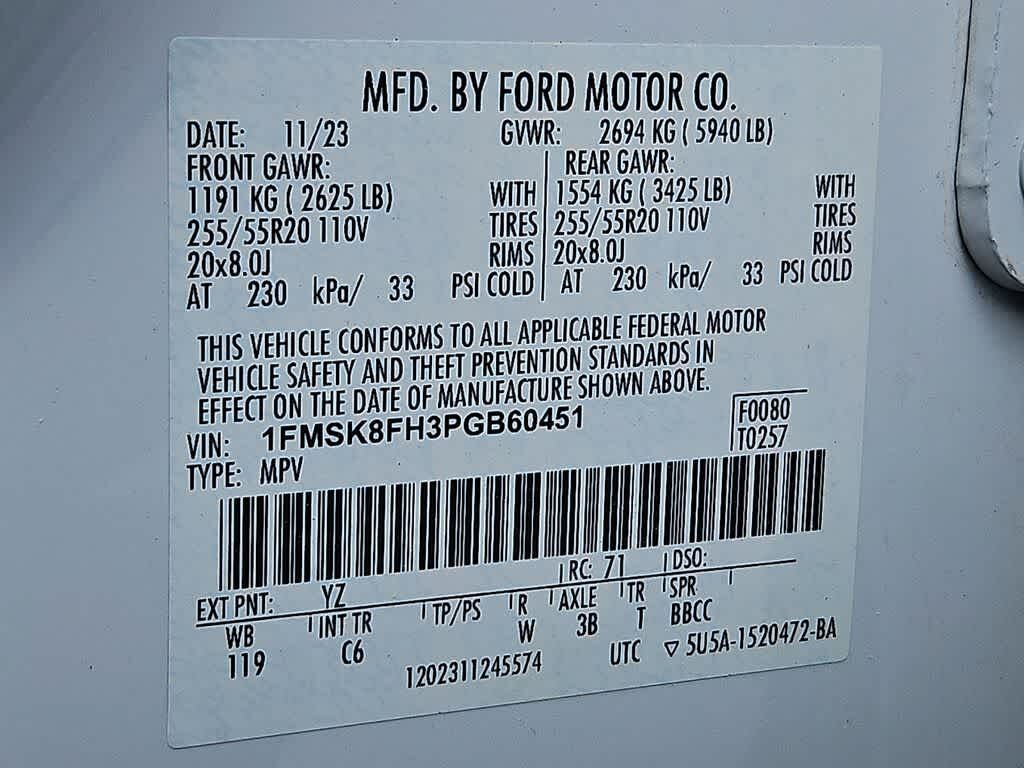 MFD. BY FORD MOTOR CO.
DATE: 11/23 GVWR: 2694 KG ( 5940 LB)
FRONT GAWR: REAR GAWR:
1191 KG ( 2625 LB) WITH 1554 KG ( 3425 LB) WITH
255/55R20 110V TIRES 255/55R20 110V TIRES
20x8.0J RIMS 20x8.0J RIMS
AT 230 kPa/ 33 PSI COLD AT 230 kPa/ 33 PSI COLD
THIS VEHICLE CONFORMS TO ALL APPLICABLE FEDERAL MOTOR
VEHICLE SAFETY AND THEFT PREVENTION STANDARDS IN
EFFECT ON THE DATE OF MANUFACTURE SHOWN ABOVE.
VIN: 1FMSK8FH3PGB60451 F0080
TYPE: MPV T0257
EXT PNT: YZ RC: 71 DSO:
WB INT TR TP/PS R AXLE TR SPR
119 C6 W 3B T BBCC
1202311245574 UTC ▽ 5U5A-1520472-BA